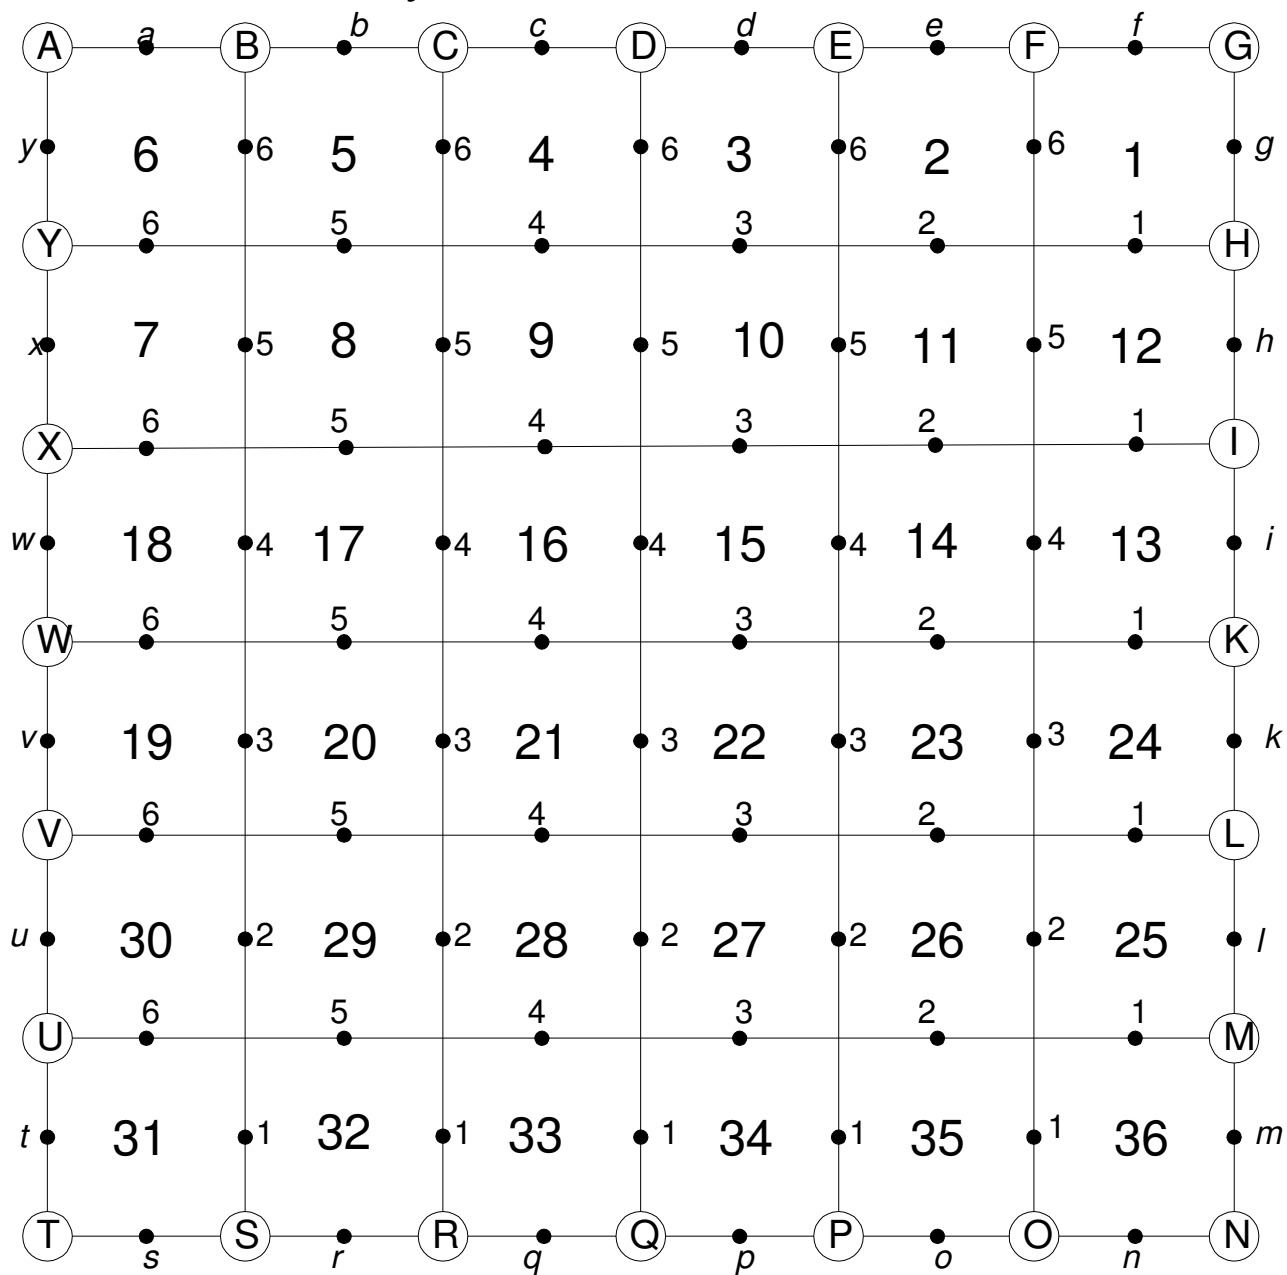 a b c d e f
A B C D E F G
y 6 6 5 6 4 6 3 6 2 6 1 g
6 5 4 3 2 1
Y H
x 7 5 8 5 9 5 10 5 11 5 12 h
6 5 4 3 2 1
X I
w 18 4 17 4 16 4 15 4 14 4 13 i
6 5 4 3 2 1
W K
v 19 3 20 3 21 3 22 3 23 3 24 k
6 5 4 3 2 1
V L
u 30 2 29 2 28 2 27 2 26 2 25 l
6 5 4 3 2 1
U M
t 31 1 32 1 33 1 34 1 35 1 36 m
T S R Q P O N
s r q p o n